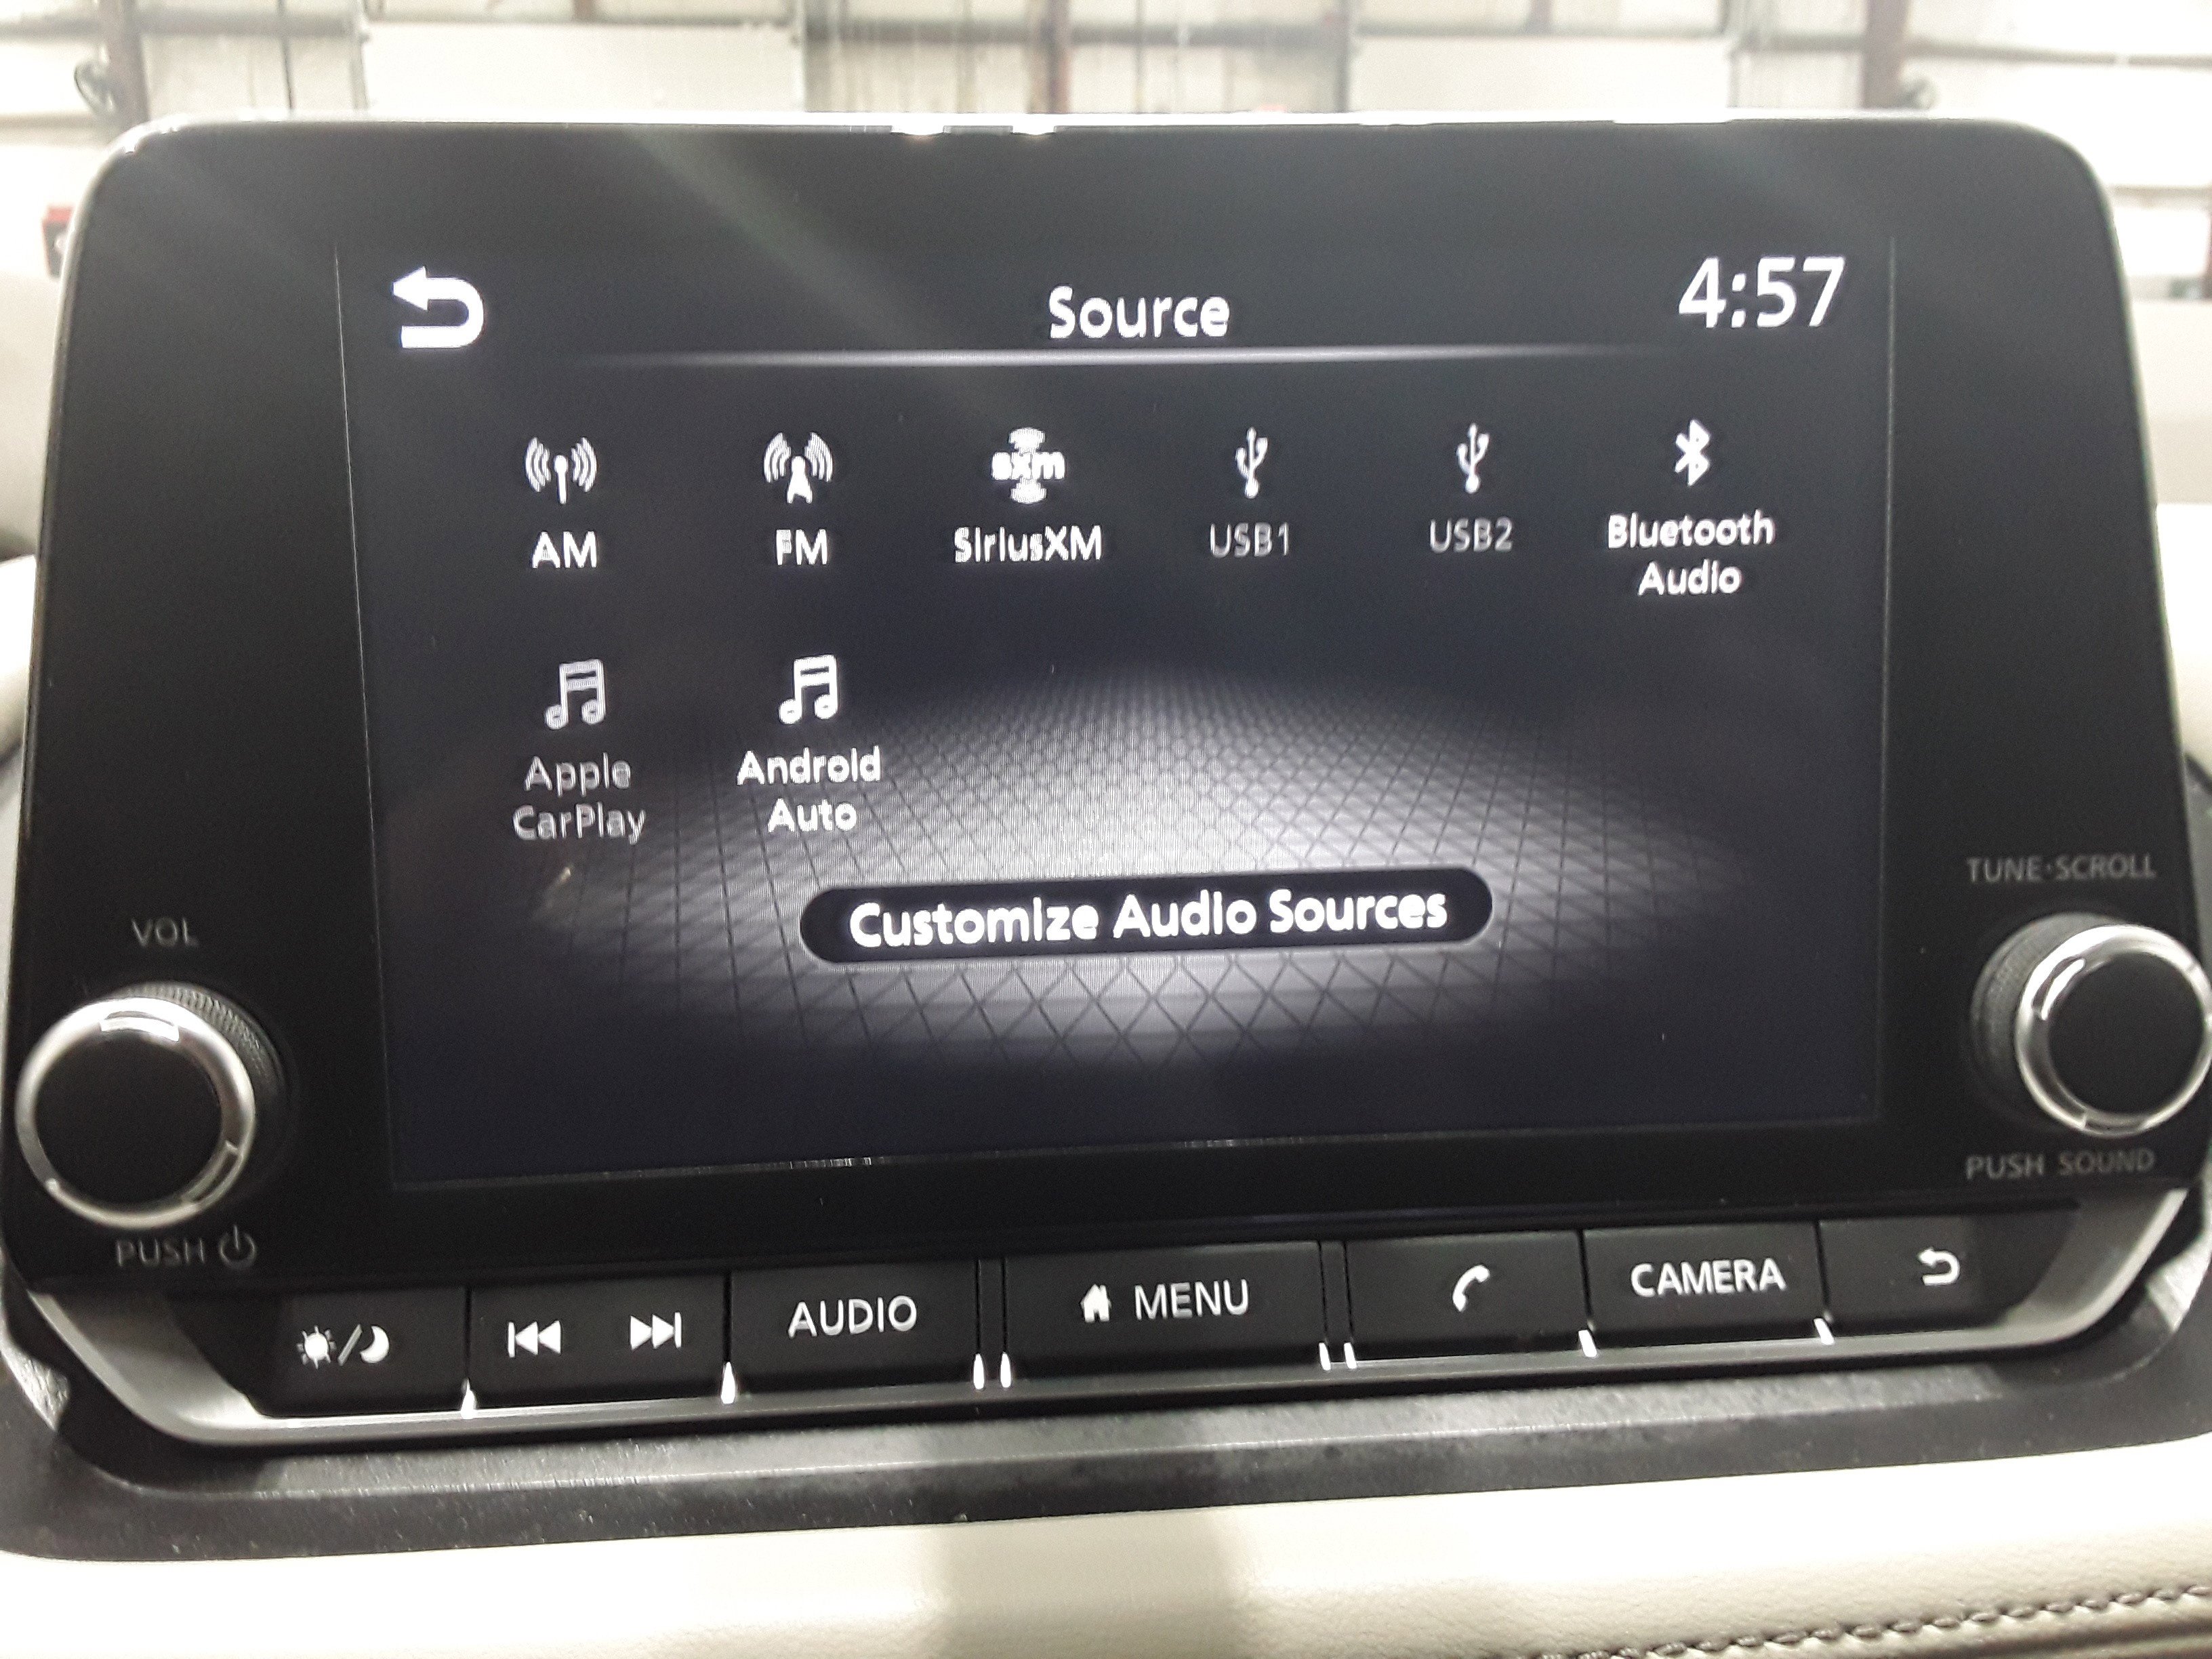 Source
4:57
sxm
AM
FM
SiriusXM
USB1
USB2
Bluetooth
Audio
Apple
CarPlay
Android
Auto
Customize Audio Sources
VOL
PUSH
TUNE·SCROLL
PUSH SOUND
AUDIO
MENU
CAMERA